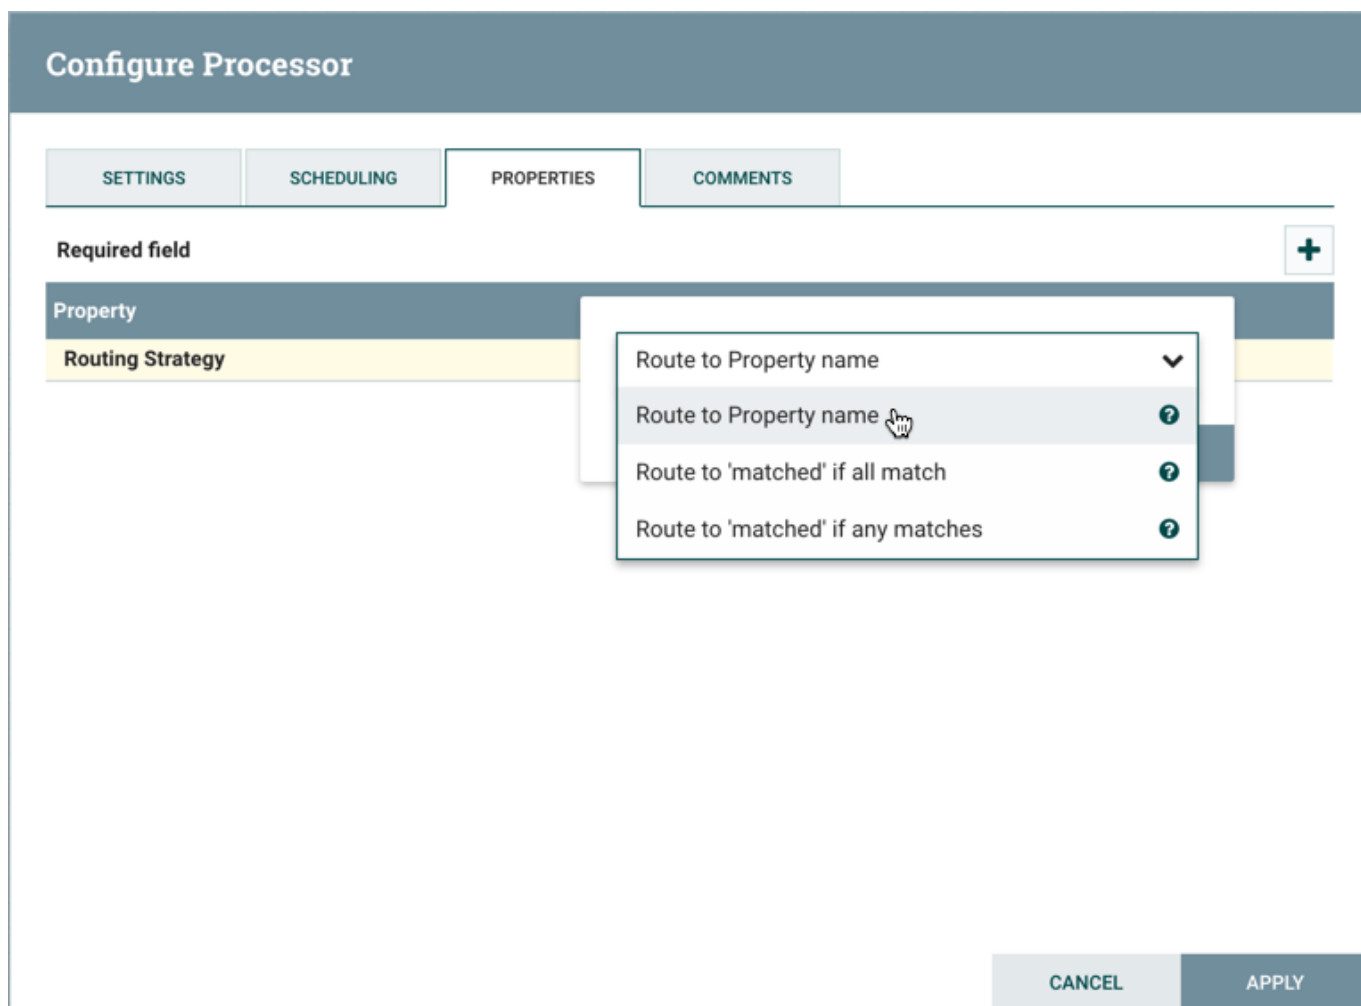 Configure Processor
SETTINGS SCHEDULING PROPERTIES COMMENTS
Required field
Property
Routing Strategy Route to Property name
Route to Property name
Route to 'matched' if all match
Route to 'matched' if any matches
CANCEL APPLY